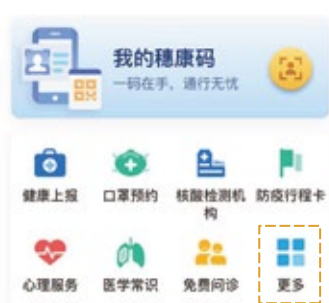 我的穗康码
一码在手，通行无忧
健康上报 口罩预约 核酸检测机构 防疫行程卡
心理服务 医学常识 免费问诊 更多